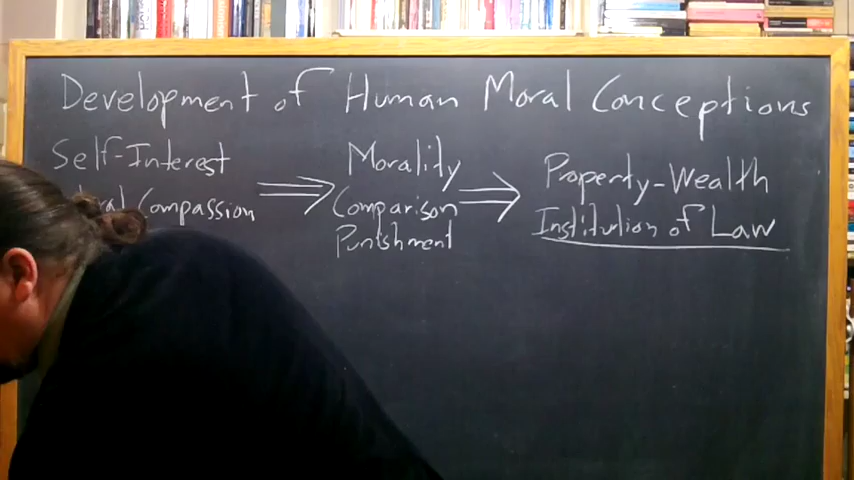 Development of Human Moral Conceptions
Self-Interest
Compassion
Morality
Comparison
Punishment
Property-Wealth
Institution of Law